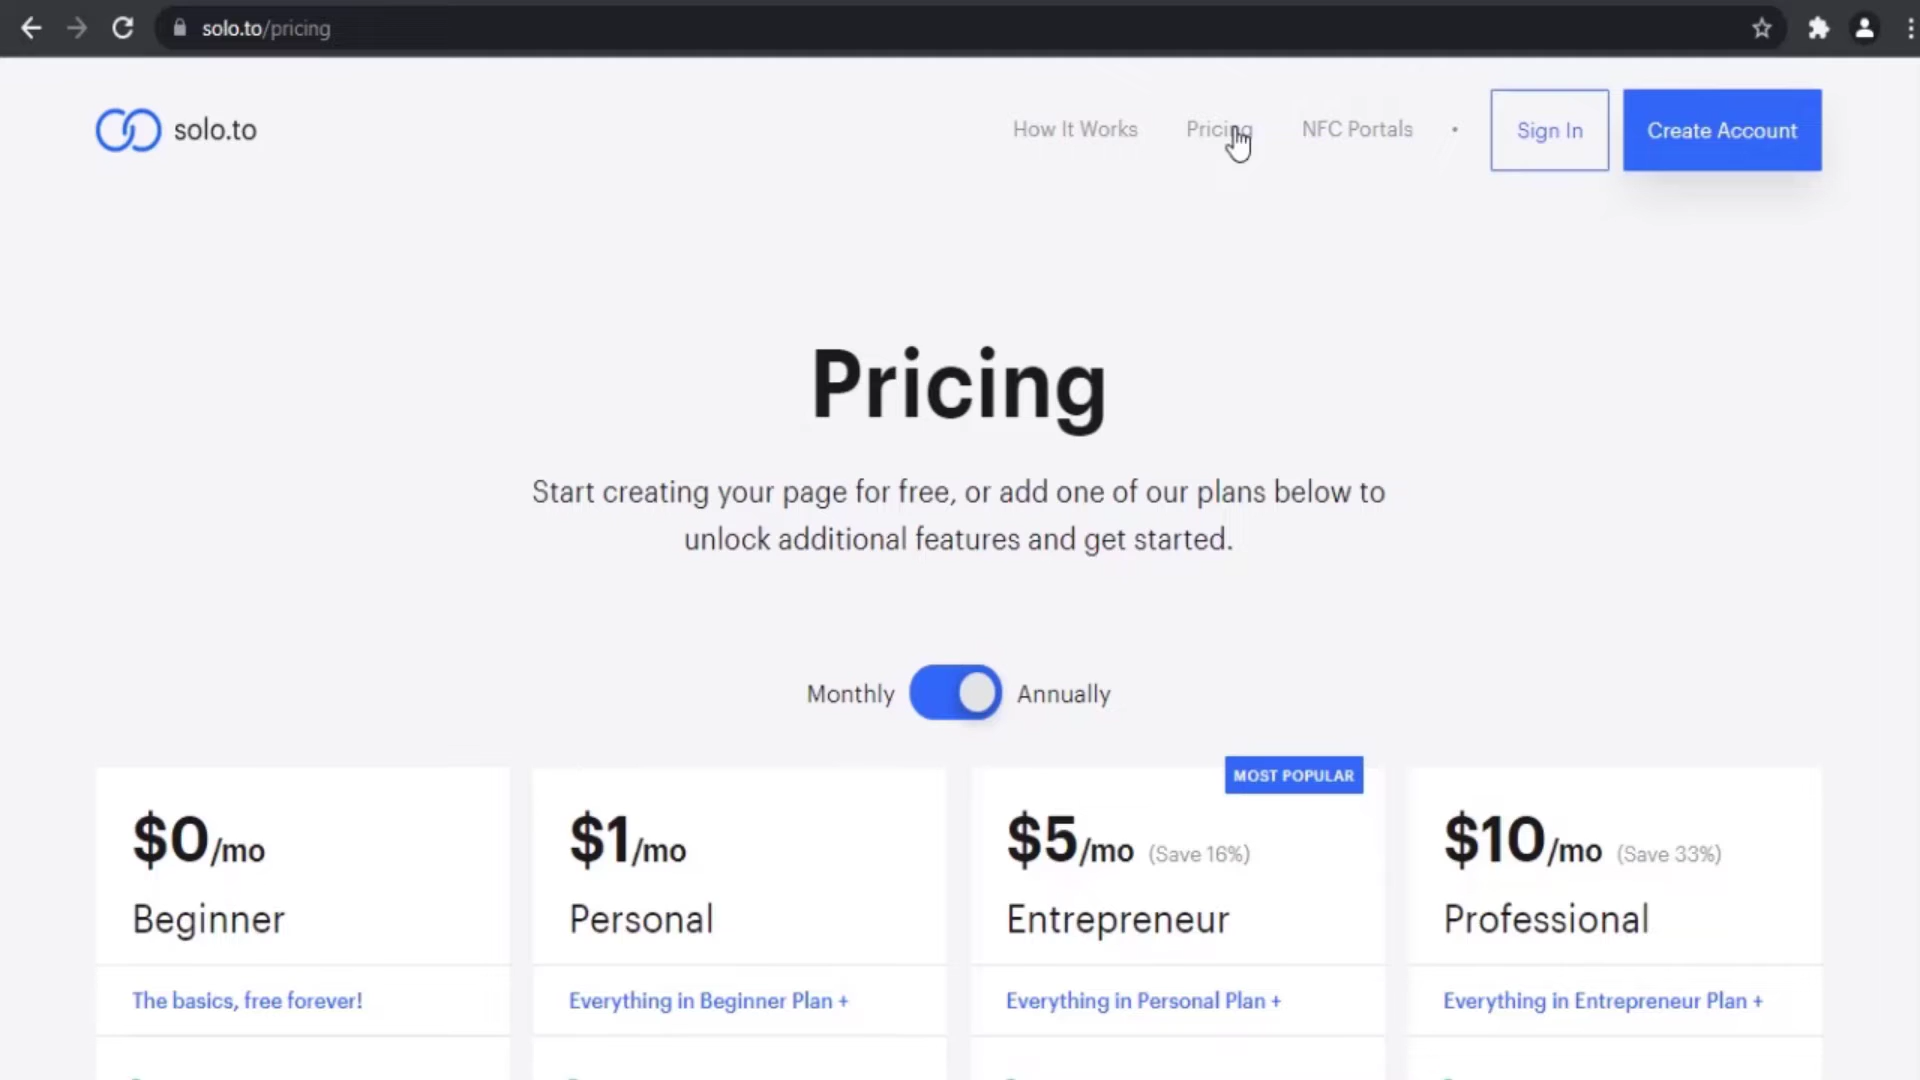 solo.to/pricing
solo.to
How It Works
Pricing
NFC Portals
•
Sign In
Create Account
Pricing
Start creating your page for free, or add one of our plans below to
unlock additional features and get started.
Monthly
Annually
MOST POPULAR
$0/mo
Beginner
The basics, free forever!
$1/mo
Personal
Everything in Beginner Plan +
$5/mo (Save 16%)
Entrepreneur
Everything in Personal Plan +
$10/mo (Save 33%)
Professional
Everything in Entrepreneur Plan +